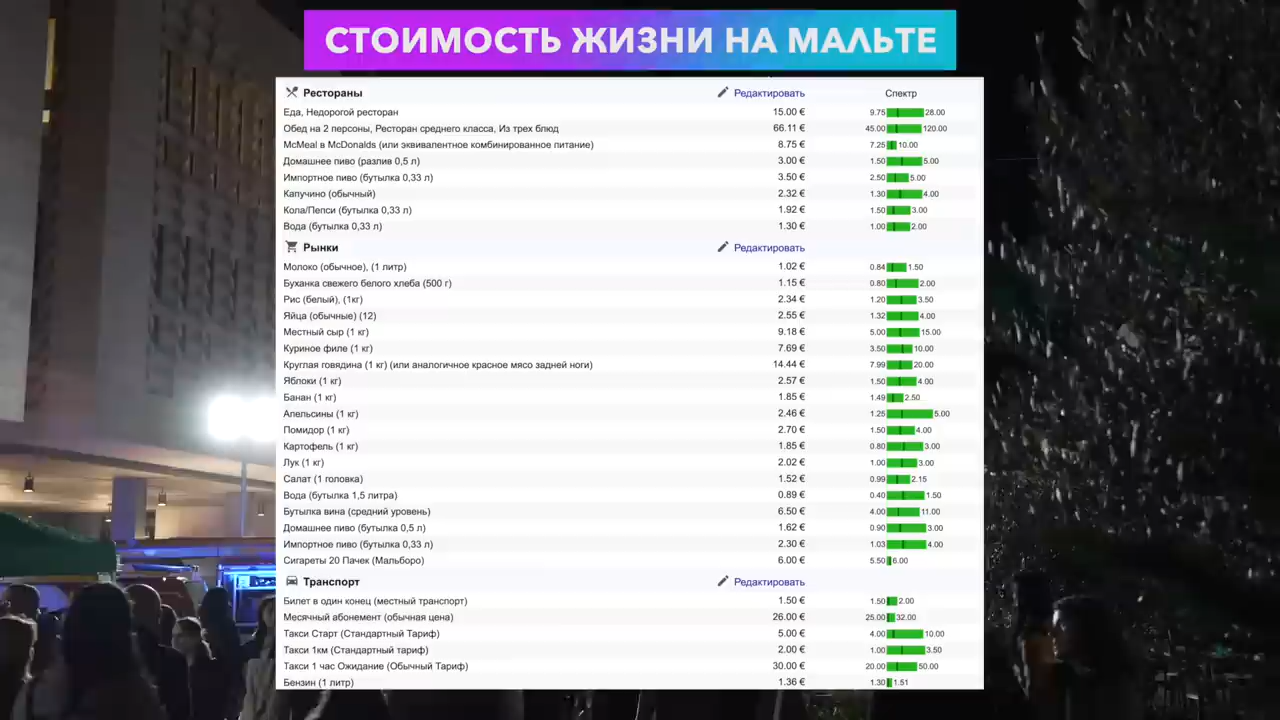 СТОИМОСТЬ ЖИЗНИ НА МАЛЬТЕ
Рестораны Редактировать Спектр
Еда, Недорогой ресторан 15.00 € 9.75 28.00
Обед на 2 персоны, Ресторан среднего класса, Из трех блюд 66.11 € 45.00 120.00
McMeal в McDonalds (или эквивалентное комбинированное питание) 8.75 € 7.25 10.00
Домашнее пиво (разлив 0,5 л) 3.00 € 1.50 5.00
Импортное пиво (бутылка 0,33 л) 3.50 € 2.50 5.00
Капучино (обычный) 2.32 € 1.30 4.00
Кола/Пепси (бутылка 0,33 л) 1.92 € 1.50 3.00
Вода (бутылка 0,33 л) 1.30 € 1.00 2.00
Рынки Редактировать
Молоко (обычное), (1 литр) 1.02 € 0.84 1.50
Буханка свежего белого хлеба (500 г) 1.15 € 0.80 2.00
Рис (белый), (1кг) 2.34 € 1.20 3.50
Яйца (обычные) (12) 2.55 € 1.32 4.00
Местный сыр (1 кг) 9.18 € 5.00 15.00
Куриное филе (1 кг) 7.69 € 3.50 10.00
Круглая говядина (1 кг) (или аналогичное красное мясо задней ноги) 14.44 € 7.99 20.00
Яблоки (1 кг) 2.57 € 1.50 4.00
Банан (1 кг) 1.85 € 1.49 2.50
Апельсины (1 кг) 2.46 € 1.25 5.00
Помидор (1 кг) 2.70 € 1.50 4.00
Картофель (1 кг) 1.85 € 0.80 3.00
Лук (1 кг) 2.02 € 1.00 3.00
Салат (1 головка) 1.52 € 0.99 2.15
Вода (бутылка 1,5 литра) 0.89 € 0.40 1.50
Бутылка вина (средний уровень) 6.50 € 4.00 11.00
Домашнее пиво (бутылка 0,5 л) 1.62 € 0.90 3.00
Импортное пиво (бутылка 0,33 л) 2.30 € 1.03 4.00
Сигареты 20 Пачек (Мальборо) 6.00 € 5.50 6.00
Транспорт Редактировать
Билет в один конец (местный транспорт) 1.50 € 1.50 2.00
Месячный абонемент (обычная цена) 26.00 € 25.00 32.00
Такси Старт (Стандартный Тариф) 5.00 € 4.00 10.00
Такси 1км (Стандартный тариф) 2.00 € 1.00 3.50
Такси 1 час Ожидание (Обычный Тариф) 30.00 € 20.00 50.00
Бензин (1 литр) 1.36 € 1.30 1.51